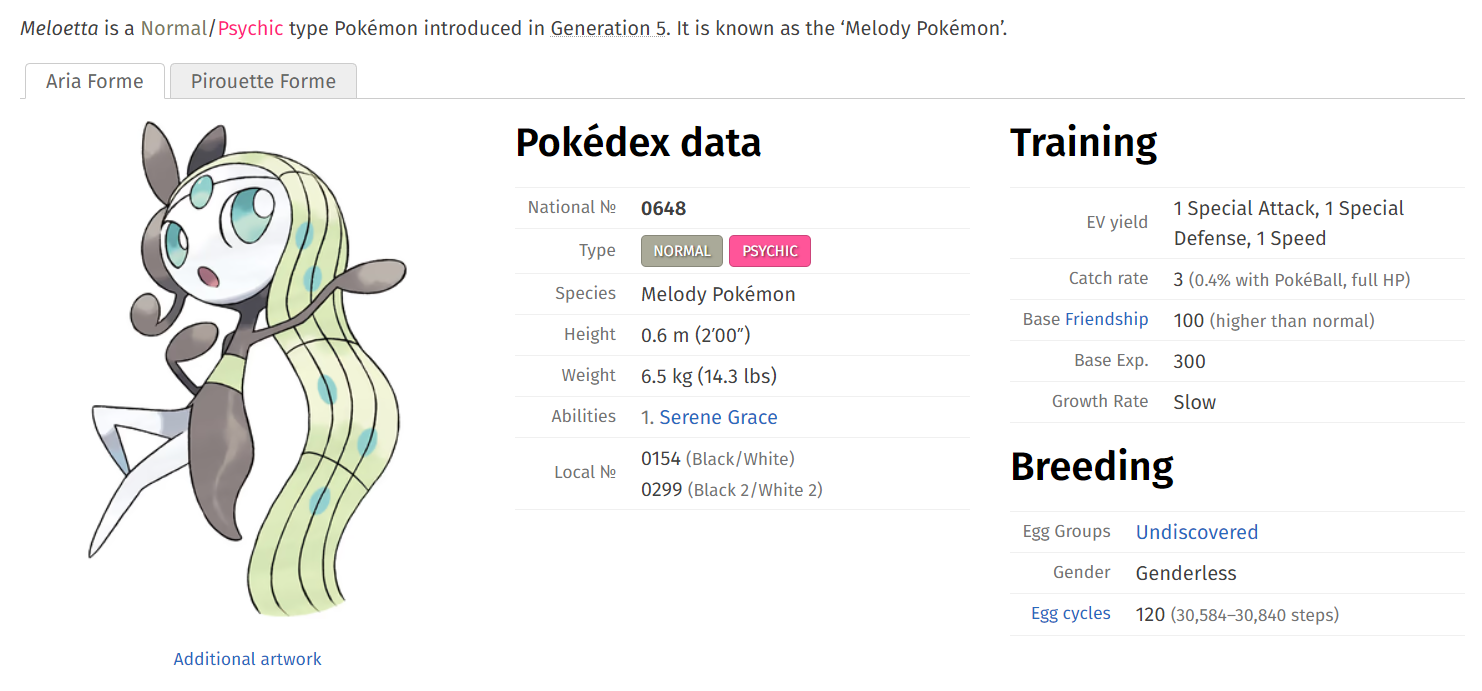 Meloetta is a Normal/Psychic type Pokémon introduced in Generation 5. It is known as the ‘Melody Pokémon’.
Aria Forme
Pirouette Forme
Additional artwork
Pokédex data
National № 0648
Type NORMAL PSYCHIC
Species Melody Pokémon
Height 0.6 m (2′00″)
Weight 6.5 kg (14.3 lbs)
Abilities 1. Serene Grace
Local № 0154 (Black/White)
0299 (Black 2/White 2)
Training
EV yield 1 Special Attack, 1 Special
Defense, 1 Speed
Catch rate 3 (0.4% with PokéBall, full HP)
Base Friendship 100 (higher than normal)
Base Exp. 300
Growth Rate Slow
Breeding
Egg Groups Undiscovered
Gender Genderless
Egg cycles 120 (30,584–30,840 steps)